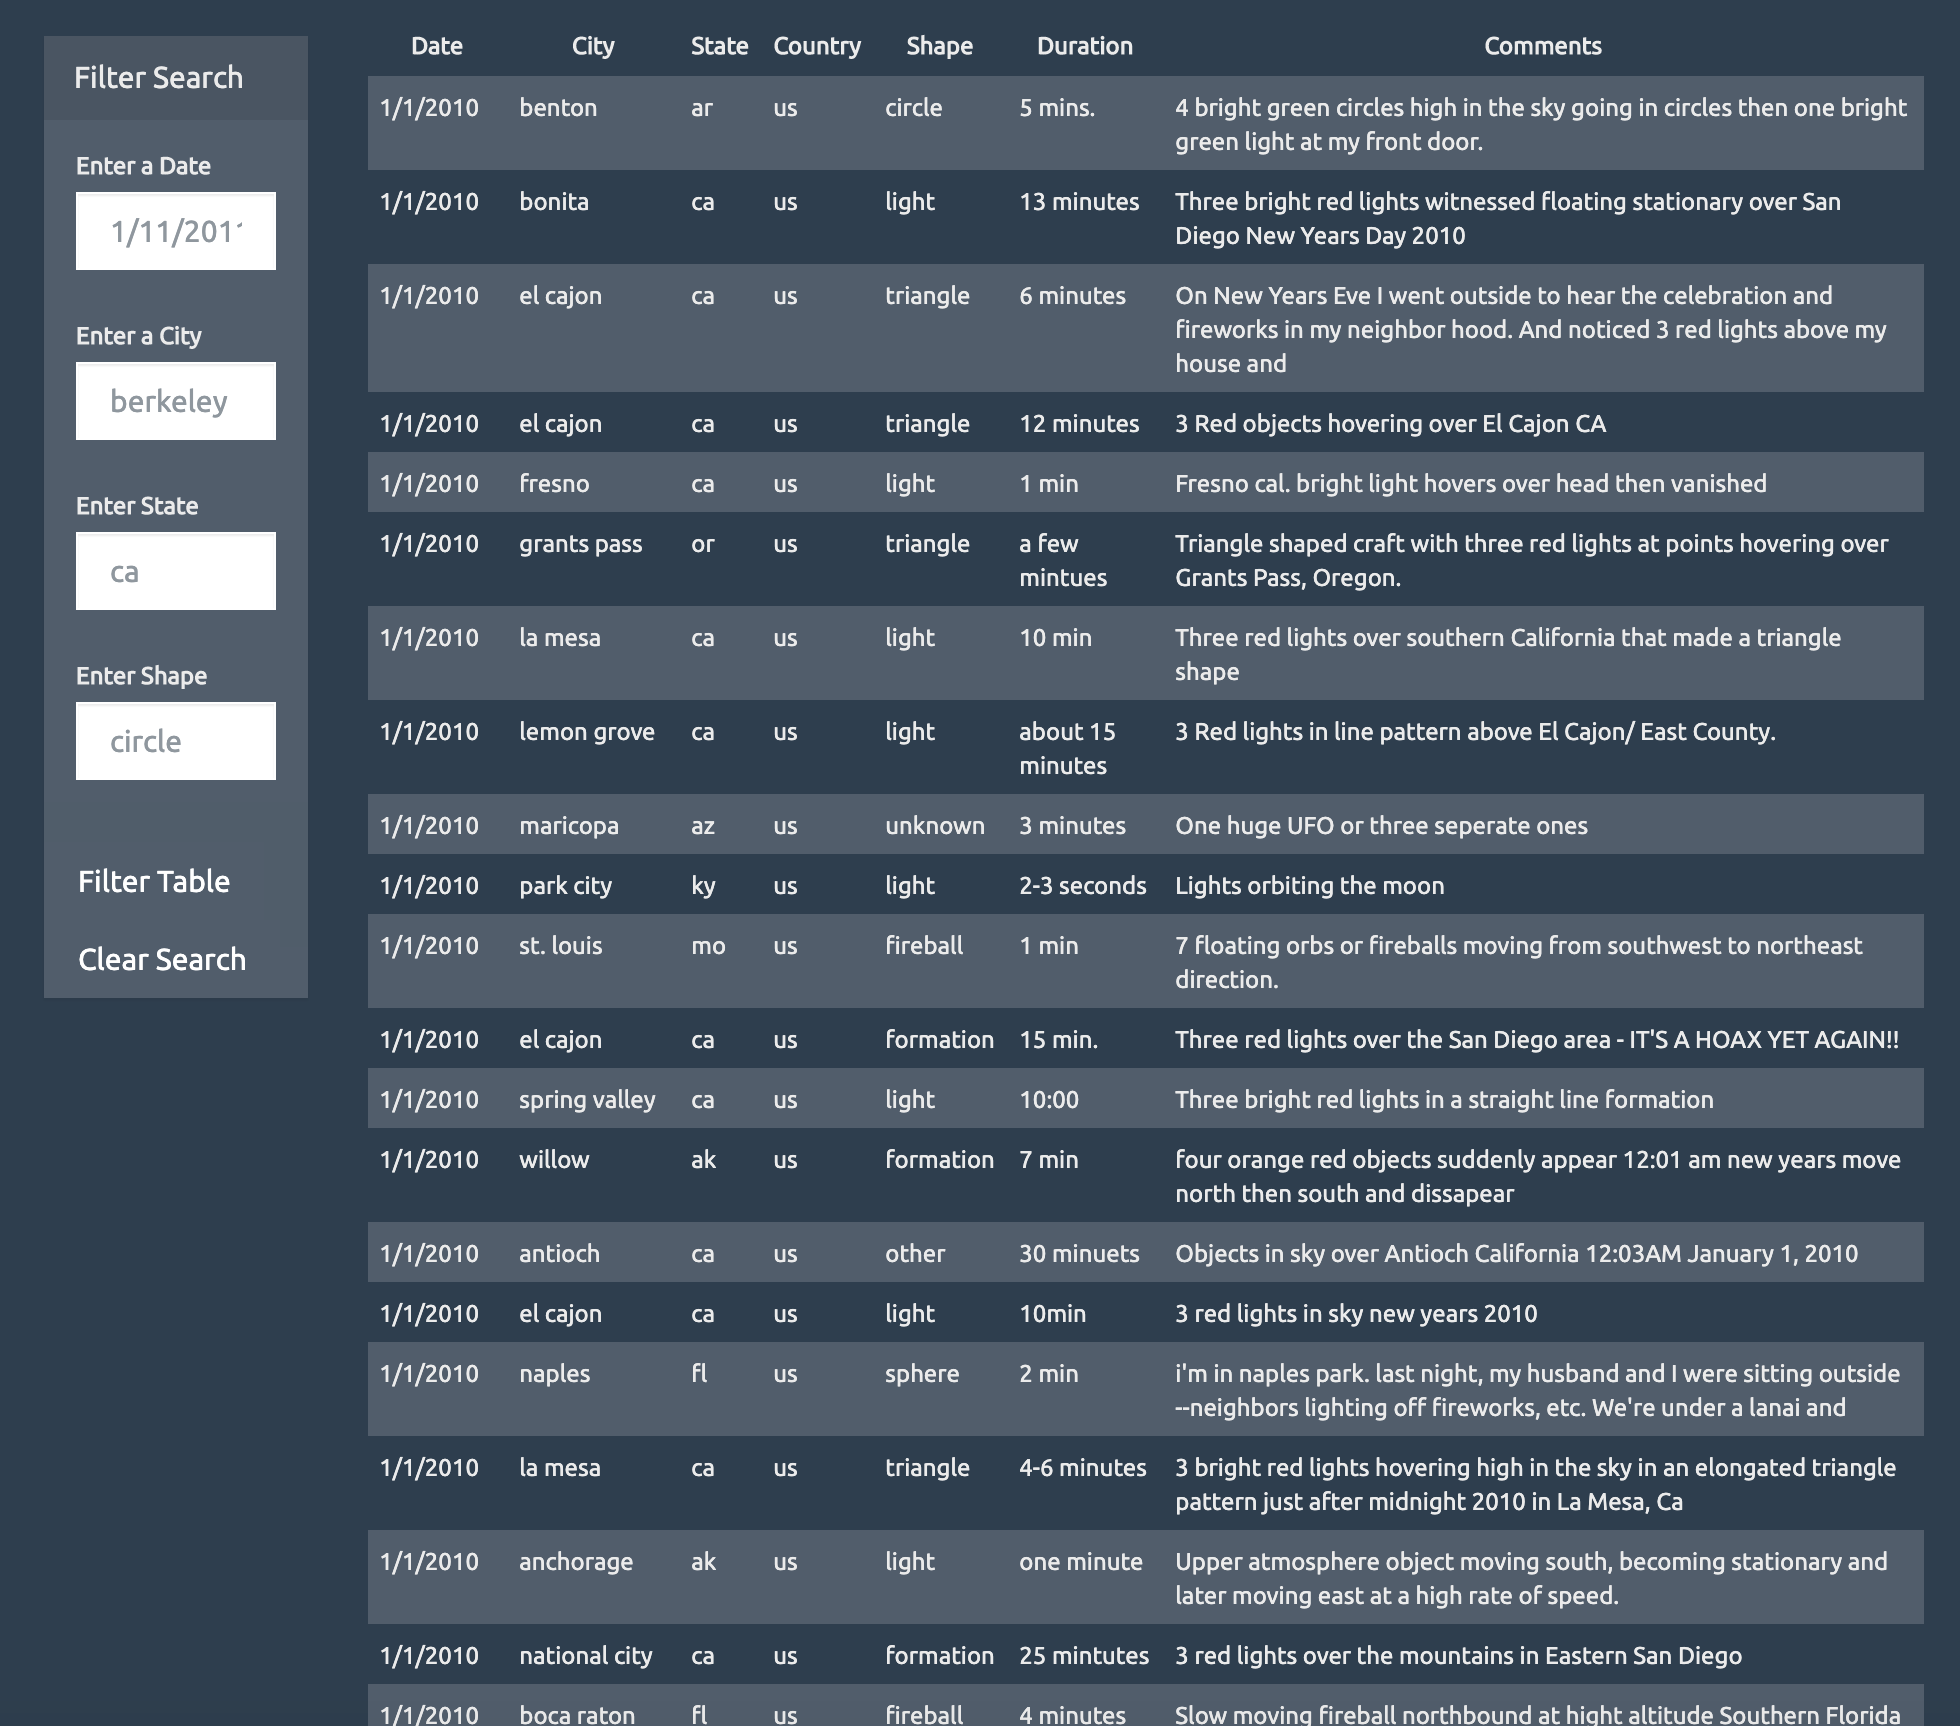 Filter Search
Enter a Date
1/11/2011
Enter a City
berkeley
Enter State
ca
Enter Shape
circle
Filter Table
Clear Search
Date City State Country Shape Duration Comments
1/1/2010 benton ar us circle 5 mins. 4 bright green circles high in the sky going in circles then one bright
green light at my front door.
1/1/2010 bonita ca us light 13 minutes Three bright red lights witnessed floating stationary over San
Diego New Years Day 2010
1/1/2010 el cajon ca us triangle 6 minutes On New Years Eve I went outside to hear the celebration and
fireworks in my neighbor hood. And noticed 3 red lights above my
house and
1/1/2010 el cajon ca us triangle 12 minutes 3 Red objects hovering over El Cajon CA
1/1/2010 fresno ca us light 1 min Fresno cal. bright light hovers over head then vanished
1/1/2010 grants pass or us triangle a few Triangle shaped craft with three red lights at points hovering over
mintues Grants Pass, Oregon.
1/1/2010 la mesa ca us light 10 min Three red lights over southern California that made a triangle
shape
1/1/2010 lemon grove ca us light about 15 3 Red lights in line pattern above El Cajon/ East County.
minutes
1/1/2010 maricopa az us unknown 3 minutes One huge UFO or three seperate ones
1/1/2010 park city ky us light 2-3 seconds Lights orbiting the moon
1/1/2010 st. louis mo us fireball 1 min 7 floating orbs or fireballs moving from southwest to northeast
direction.
1/1/2010 el cajon ca us formation 15 min. Three red lights over the San Diego area - IT'S A HOAX YET AGAIN!!
1/1/2010 spring valley ca us light 10:00 Three bright red lights in a straight line formation
1/1/2010 willow ak us formation 7 min four orange red objects suddenly appear 12:01 am new years move
north then south and dissapear
1/1/2010 antioch ca us other 30 minuets Objects in sky over Antioch California 12:03AM January 1, 2010
1/1/2010 el cajon ca us light 10min 3 red lights in sky new years 2010
1/1/2010 naples fl us sphere 2 min i'm in naples park. last night, my husband and I were sitting outside
--neighbors lighting off fireworks, etc. We're under a lanai and
1/1/2010 la mesa ca us triangle 4-6 minutes 3 bright red lights hovering high in the sky in an elongated triangle
pattern just after midnight 2010 in La Mesa, Ca
1/1/2010 anchorage ak us light one minute Upper atmosphere object moving south, becoming stationary and
later moving east at a high rate of speed.
1/1/2010 national city ca us formation 25 mintutes 3 red lights over the mountains in Eastern San Diego
1/1/2010 boca raton fl us fireball 4 minutes Slow moving fireball northbound at hight altitude Southern Florida